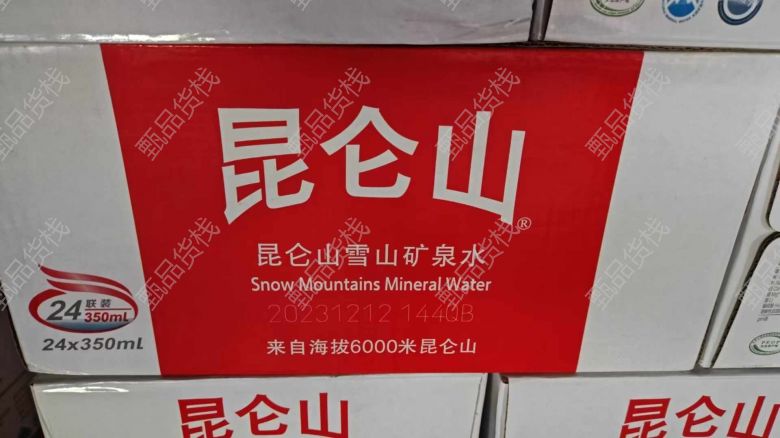 昆仑山®
昆仑山雪山矿泉水
Snow Mountains Mineral Water
20231212 144QB
来自海拔6000米昆仑山
24联装
350mL
24x350mL
昆仑山
昆仑山
甄品货栈